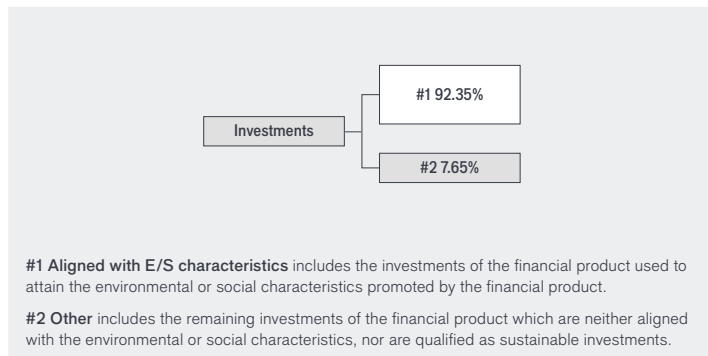 #1 92.35%
Investments
#2 7.65%
#1 Aligned with E/S characteristics includes the investments of the financial product used to
attain the environmental or social characteristics promoted by the financial product.
#2 Other includes the remaining investments of the financial product which are neither aligned
with the environmental or social characteristics, nor are qualified as sustainable investments.